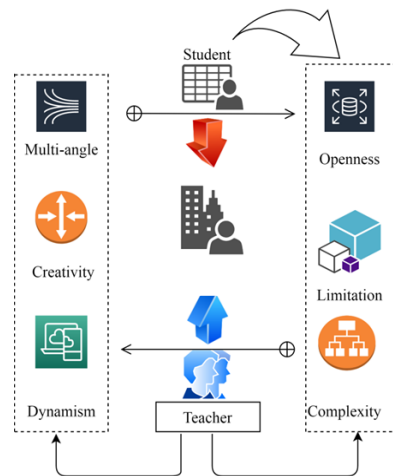 Student
Multi-angle
Openness
Creativity
Limitation
Dynamism
Teacher
Complexity